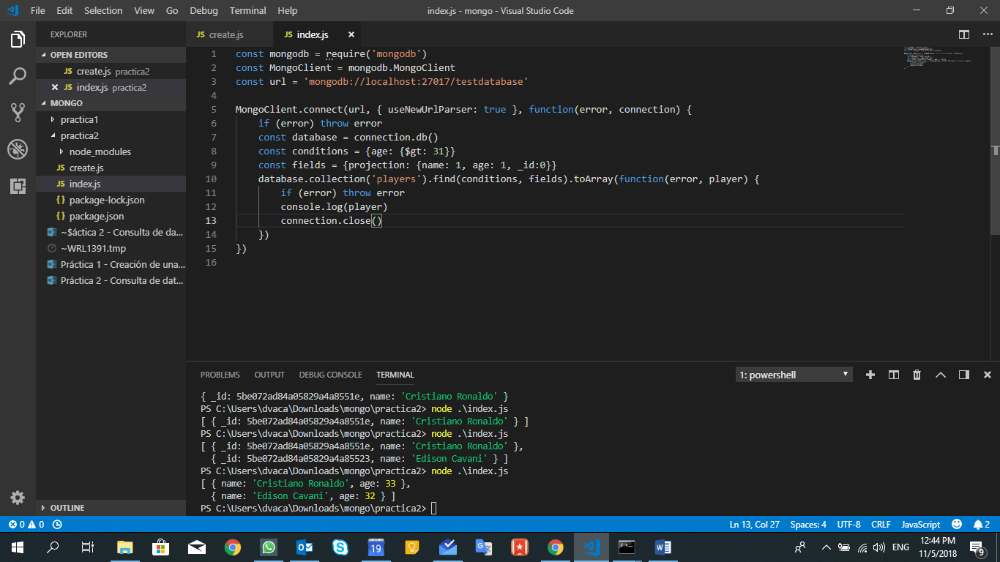 File Edit Selection View Go Debug Terminal Help
index.js - mongo - Visual Studio Code
EXPLORER
OPEN EDITORS
JS create.js practica2
JS index.js practica2
MONGO
practica1
practica2
node_modules
JS create.js
JS index.js
{} package-lock.json
{} package.json
~$áctica 2 - Consulta de da...
~WRL1391.tmp
Práctica 1 - Creación de una...
Práctica 2 - Consulta de dat...
OUTLINE
JS create.js
JS index.js
1 const mongodb = require('mongodb')
2 const MongoClient = mongodb.MongoClient
3 const url = 'mongodb://localhost:27017/testdatabase'
4
5 MongoClient.connect(url, { useNewUrlParser: true }, function(error, connection) {
6 if (error) throw error
7 const database = connection.db()
8 const conditions = {age: {$gt: 31}}
9 const fields = {projection: {name: 1, age: 1, _id:0}}
10 database.collection('players').find(conditions, fields).toArray(function(error, player) {
11 if (error) throw error
12 console.log(player)
13 connection.close()
14 })
15 })
16
PROBLEMS OUTPUT DEBUG CONSOLE TERMINAL
1: powershell
{ _id: 5be072ad84a05829a4a8551e, name: 'Cristiano Ronaldo' }
PS C:\Users\dvaca\Downloads\mongo\practica2> node .\index.js
[ { _id: 5be072ad84a05829a4a8551e, name: 'Cristiano Ronaldo' } ]
PS C:\Users\dvaca\Downloads\mongo\practica2> node .\index.js
[ { _id: 5be072ad84a05829a4a8551e, name: 'Cristiano Ronaldo' },
{ _id: 5be072ad84a05829a4a85523, name: 'Edison Cavani' } ]
PS C:\Users\dvaca\Downloads\mongo\practica2> node .\index.js
[ { name: 'Cristiano Ronaldo', age: 33 },
{ name: 'Edison Cavani', age: 32 } ]
PS C:\Users\dvaca\Downloads\mongo\practica2>
0 0
Ln 13, Col 27 Spaces: 4 UTF-8 CRLF JavaScript 2
19
ENG
12:44 PM
11/5/2018
9